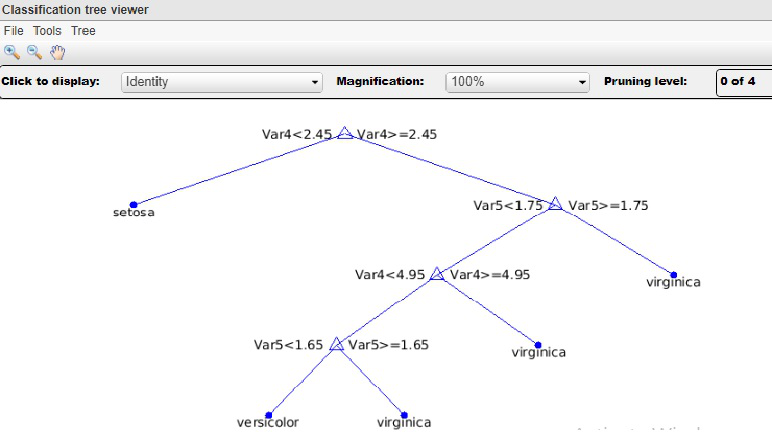 Classification tree viewer
File Tools Tree
Click to display: Identity Magnification: 100% Pruning level: 0 of 4
Var4<2.45 Var4>=2.45
setosa
Var5<1.75 Var5>=1.75
Var4<4.95 Var4>=4.95
virginica
Var5<1.65 Var5>=1.65
virginica
versicolor virginica